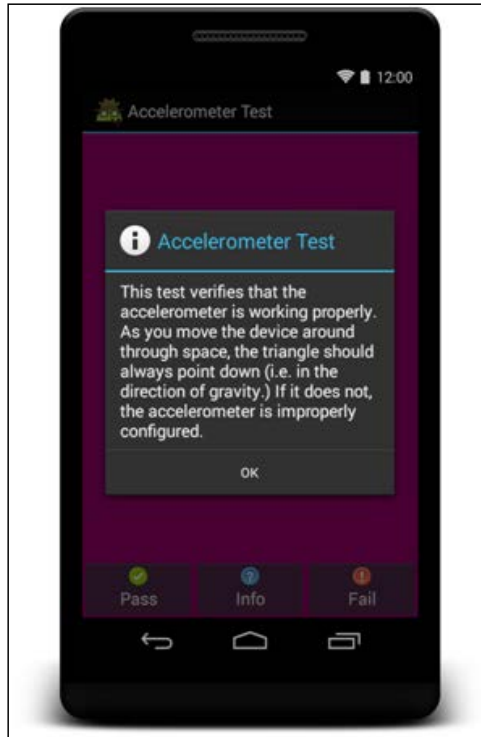 12:00
Accelerometer Test
Accelerometer Test
This test verifies that the
accelerometer is working properly.
As you move the device around
through space, the triangle should
always point down (i.e. in the
direction of gravity.) If it does not,
the accelerometer is improperly
configured.
OK
Pass Info Fail